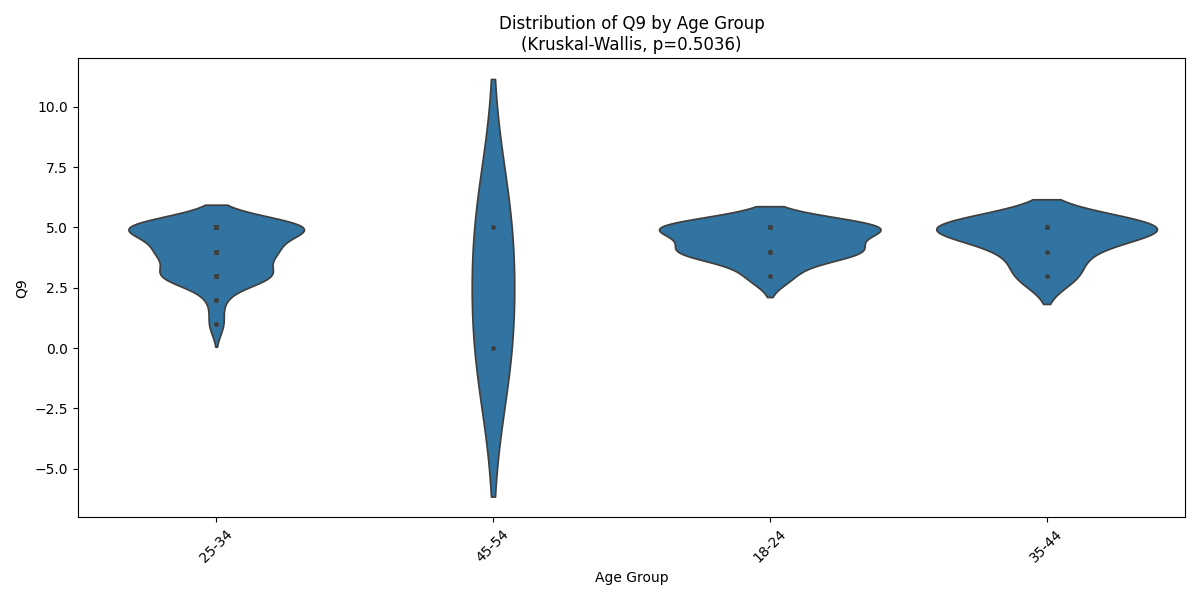 Distribution of Q9 by Age Group
(Kruskal-Wallis, p=0.5036)
10.0
7.5
5.0
2.5
0.0
−2.5
−5.0
Q9
25-34
45-54
18-24
35-44
Age Group